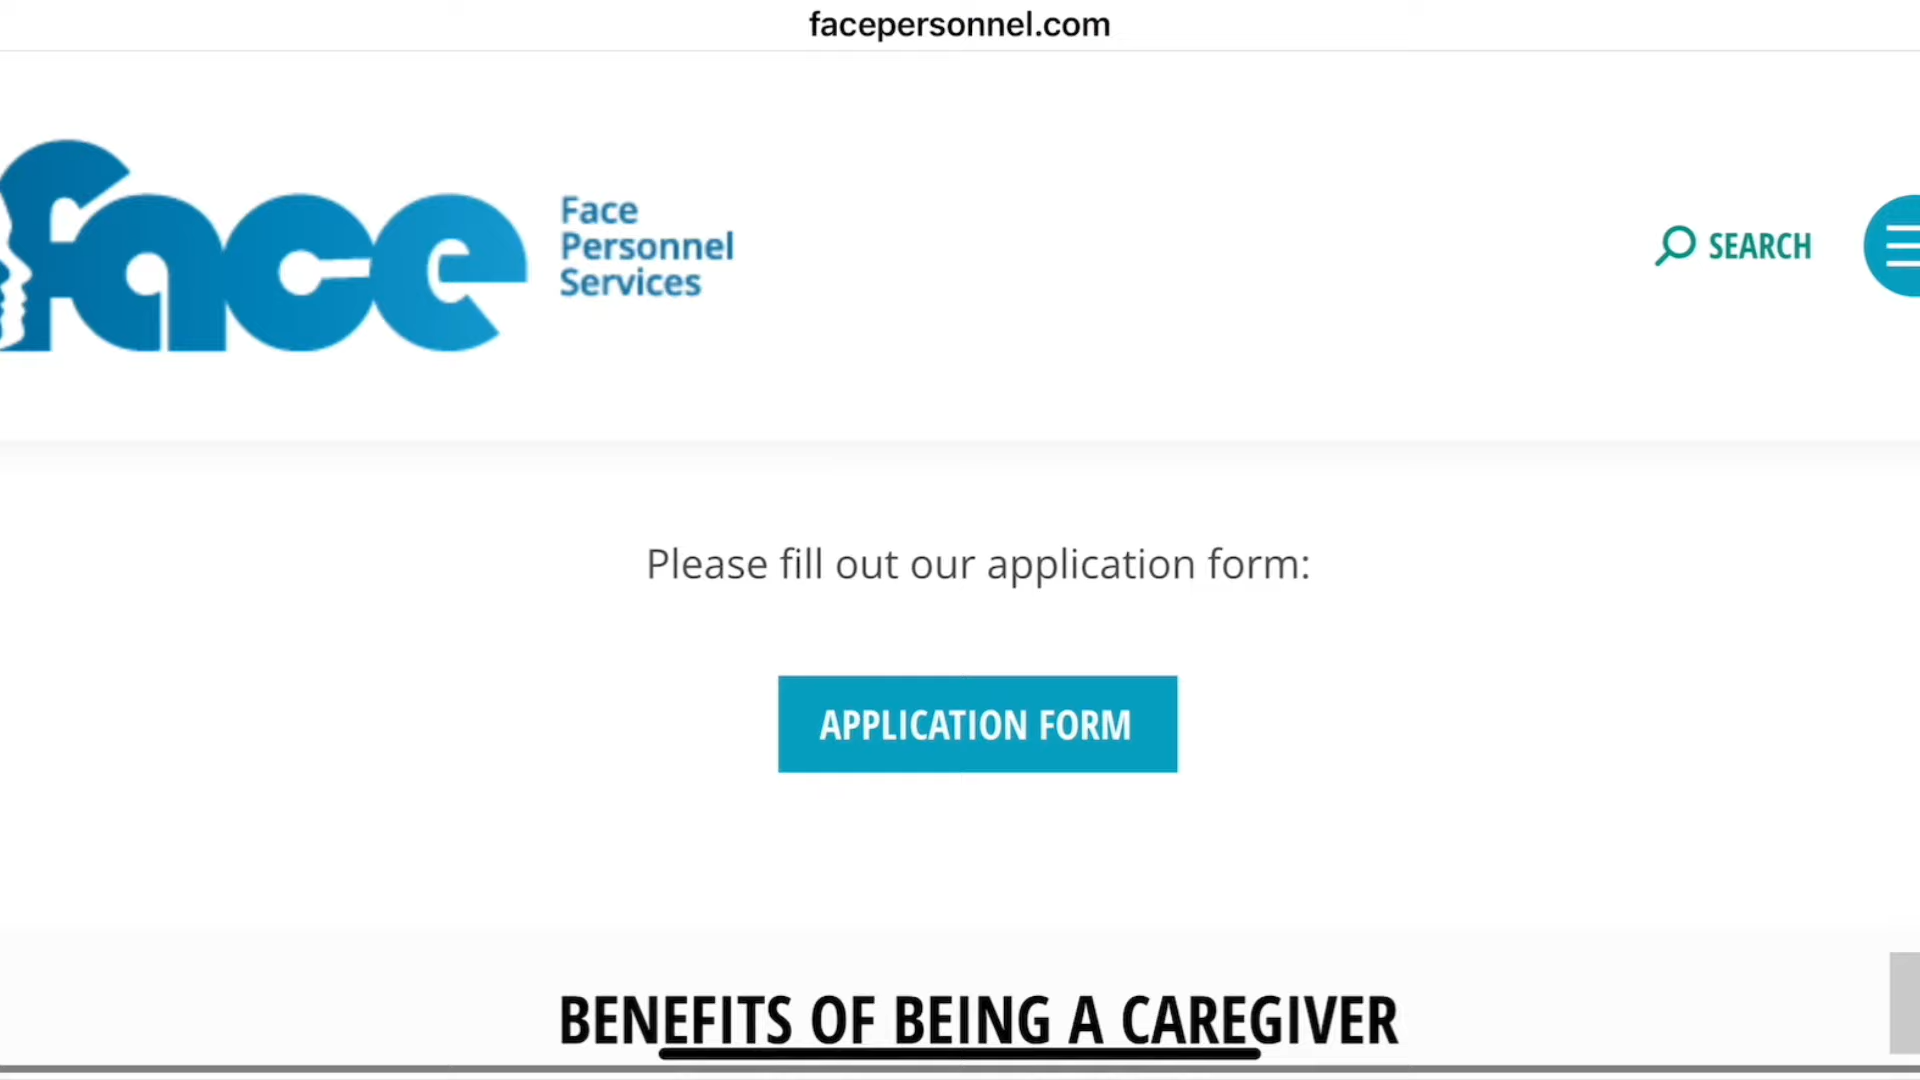 facepersonnel.com
face
Face
Personnel
Services
SEARCH
Please fill out our application form:
APPLICATION FORM
BENEFITS OF BEING A CAREGIVER